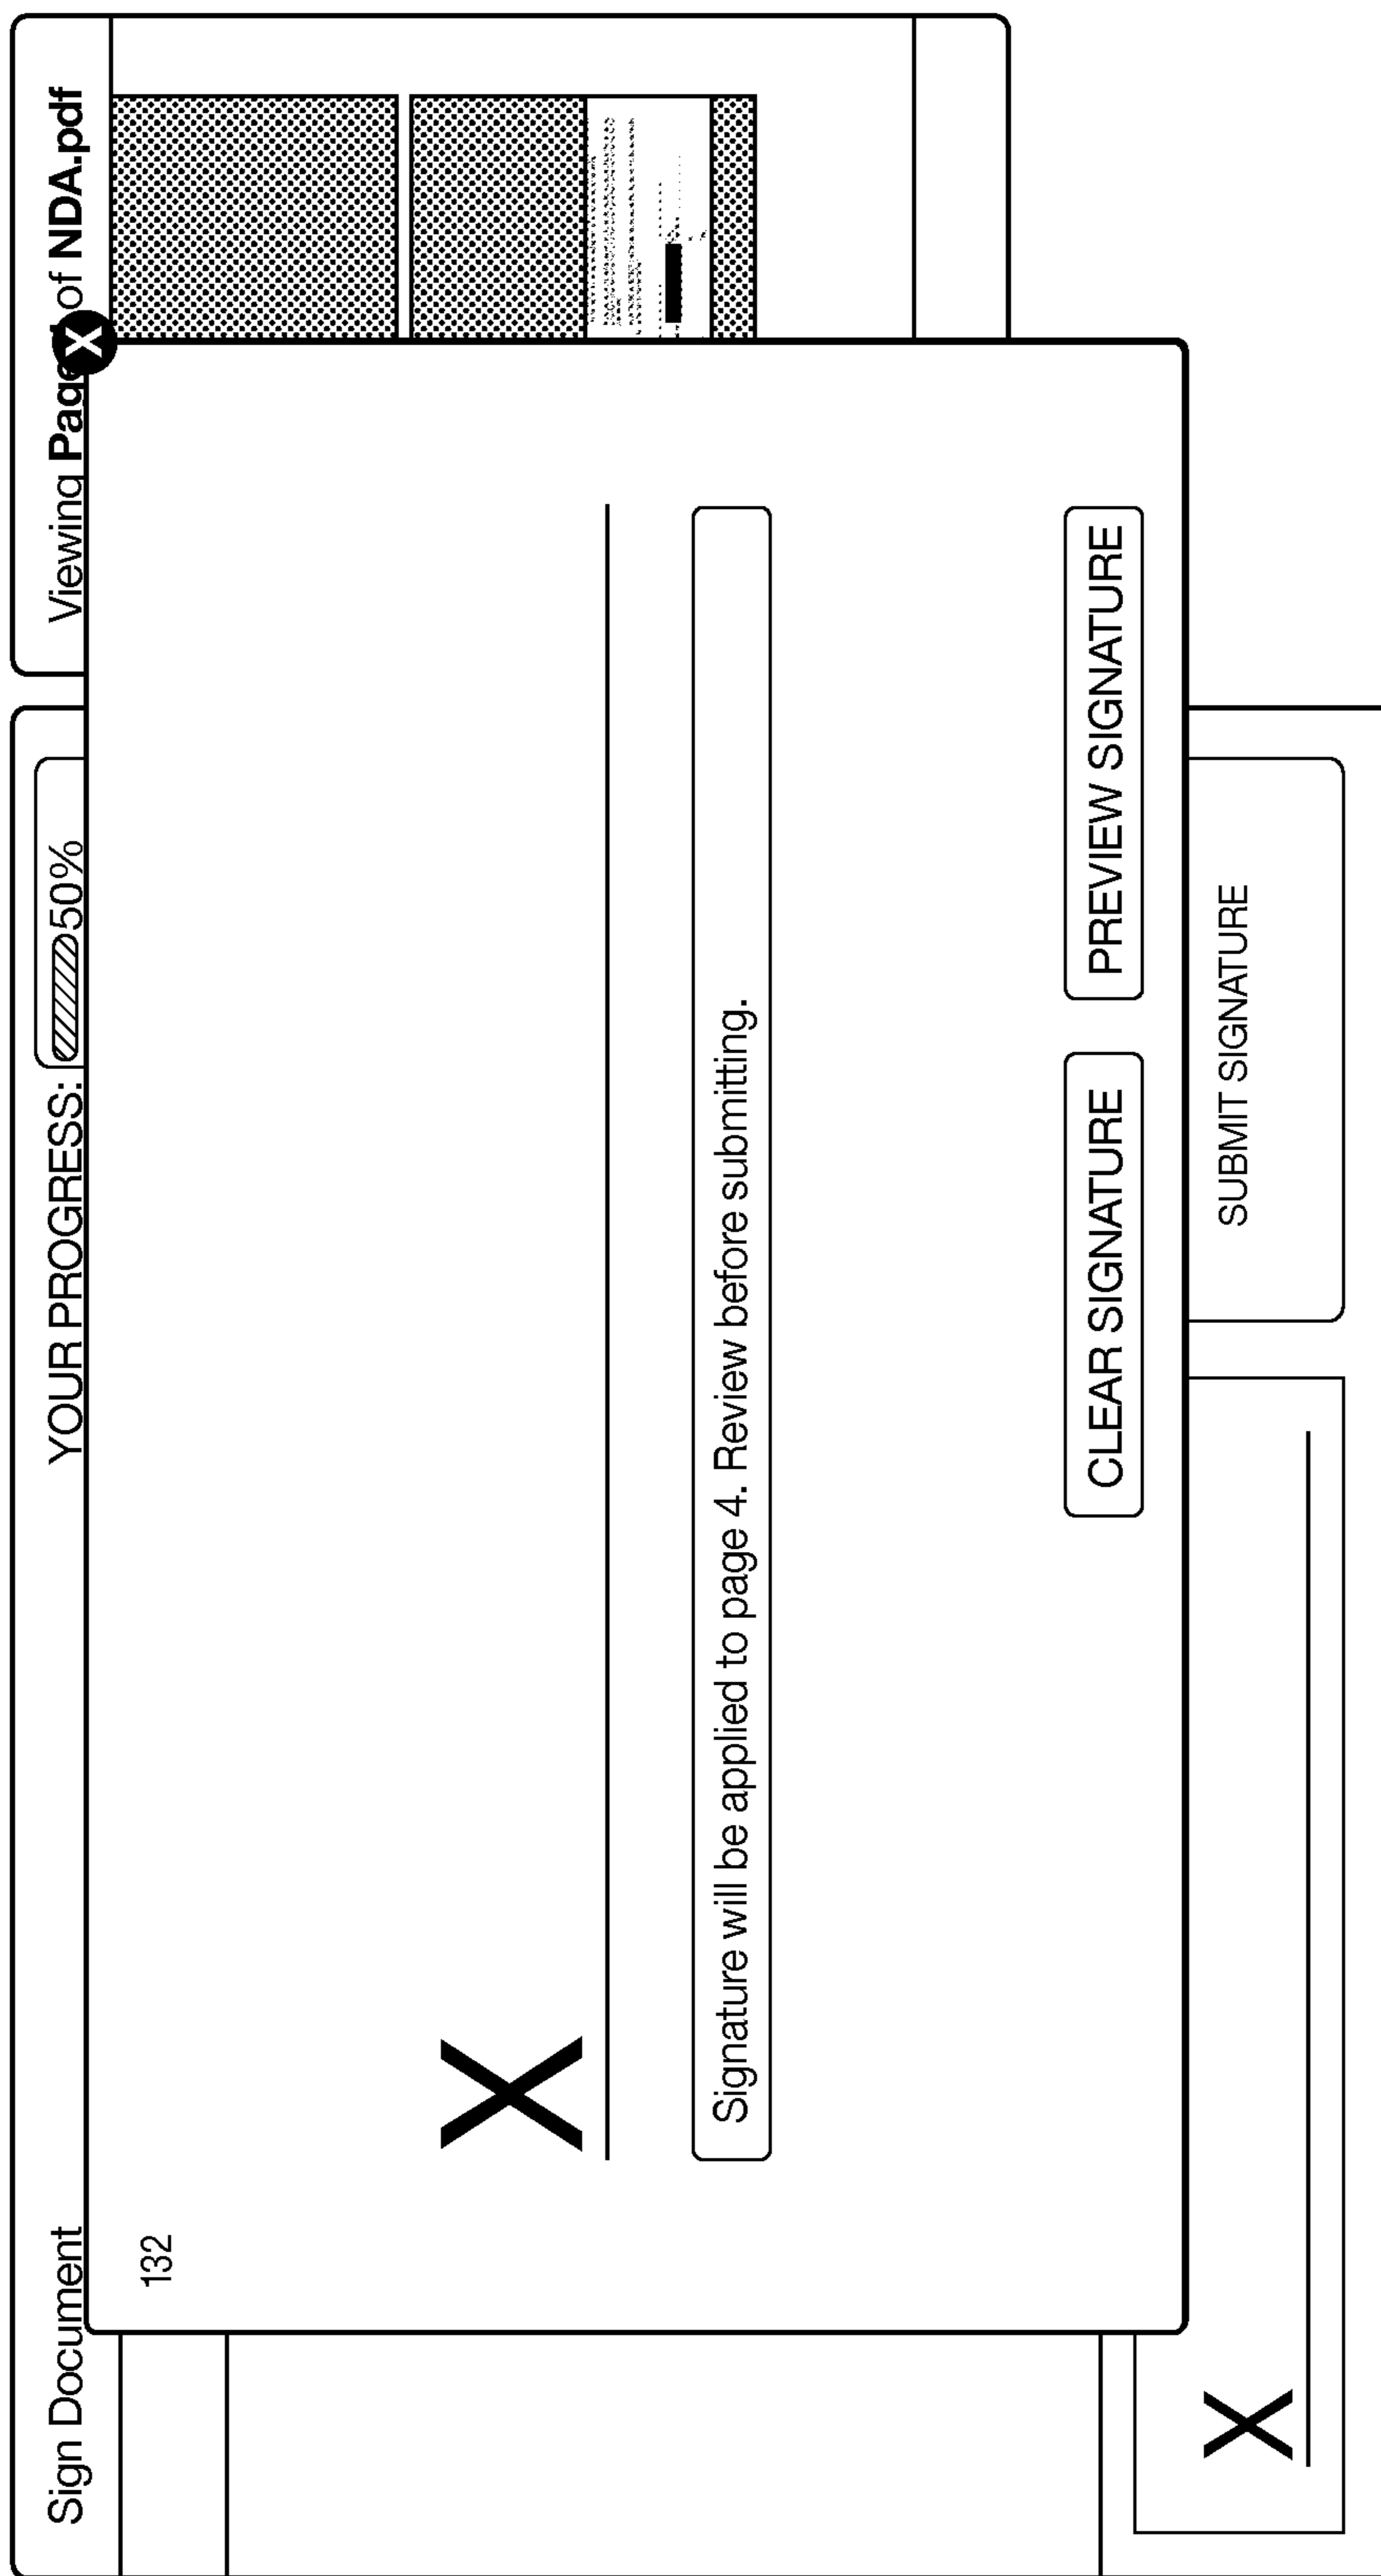 Sign Document
YOUR PROGRESS: 50%
Viewing Pag of NDA.pdf
X
132
X
Signature will be applied to page 4. Review before submitting.
CLEAR SIGNATURE
PREVIEW SIGNATURE
X
SUBMIT SIGNATURE